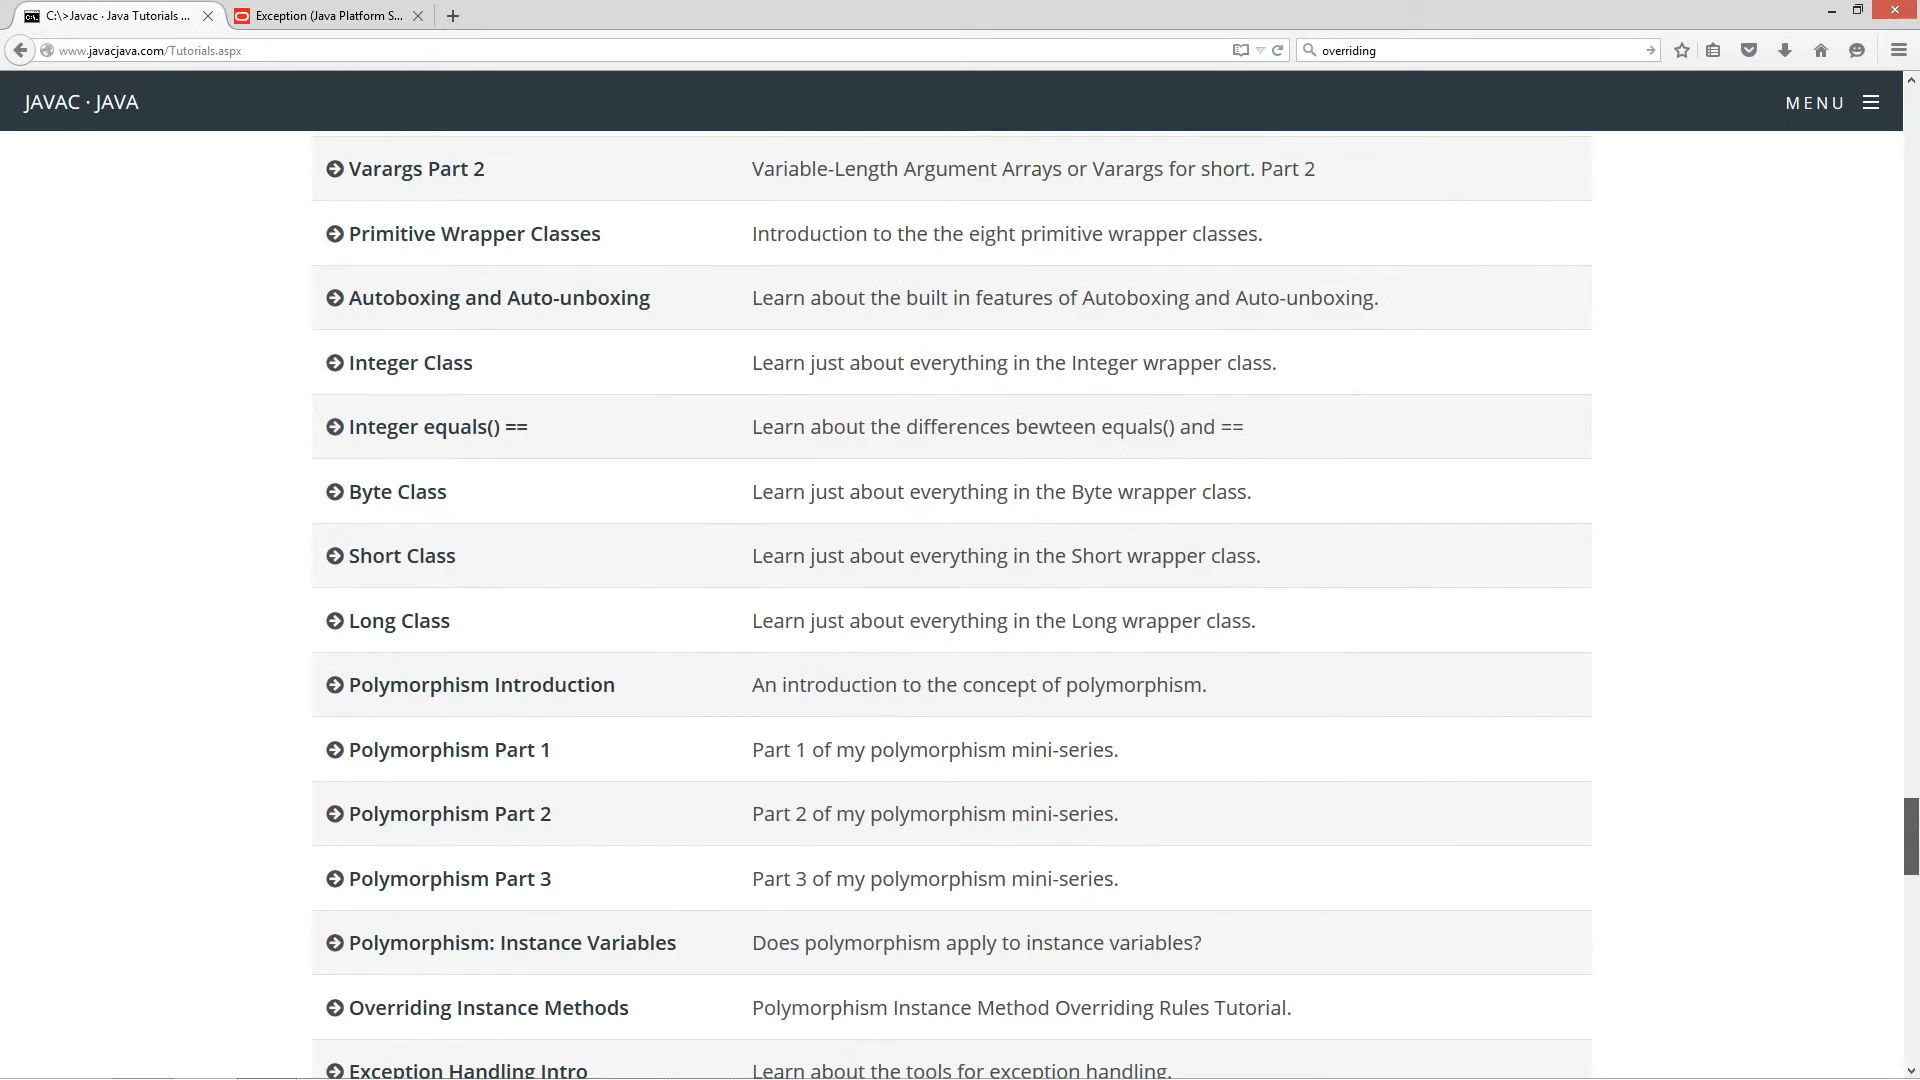 C:\>Javac · Java Tutorials ...
Exception (Java Platform S...
www.javacjava.com/Tutorials.aspx
overriding
JAVAC · JAVA
MENU
Varargs Part 2
Variable-Length Argument Arrays or Varargs for short. Part 2
Primitive Wrapper Classes
Introduction to the the eight primitive wrapper classes.
Autoboxing and Auto-unboxing
Learn about the built in features of Autoboxing and Auto-unboxing.
Integer Class
Learn just about everything in the Integer wrapper class.
Integer equals() ==
Learn about the differences bewteen equals() and ==
Byte Class
Learn just about everything in the Byte wrapper class.
Short Class
Learn just about everything in the Short wrapper class.
Long Class
Learn just about everything in the Long wrapper class.
Polymorphism Introduction
An introduction to the concept of polymorphism.
Polymorphism Part 1
Part 1 of my polymorphism mini-series.
Polymorphism Part 2
Part 2 of my polymorphism mini-series.
Polymorphism Part 3
Part 3 of my polymorphism mini-series.
Polymorphism: Instance Variables
Does polymorphism apply to instance variables?
Overriding Instance Methods
Polymorphism Instance Method Overriding Rules Tutorial.
Exception Handling Intro
Learn about the tools for exception handling.